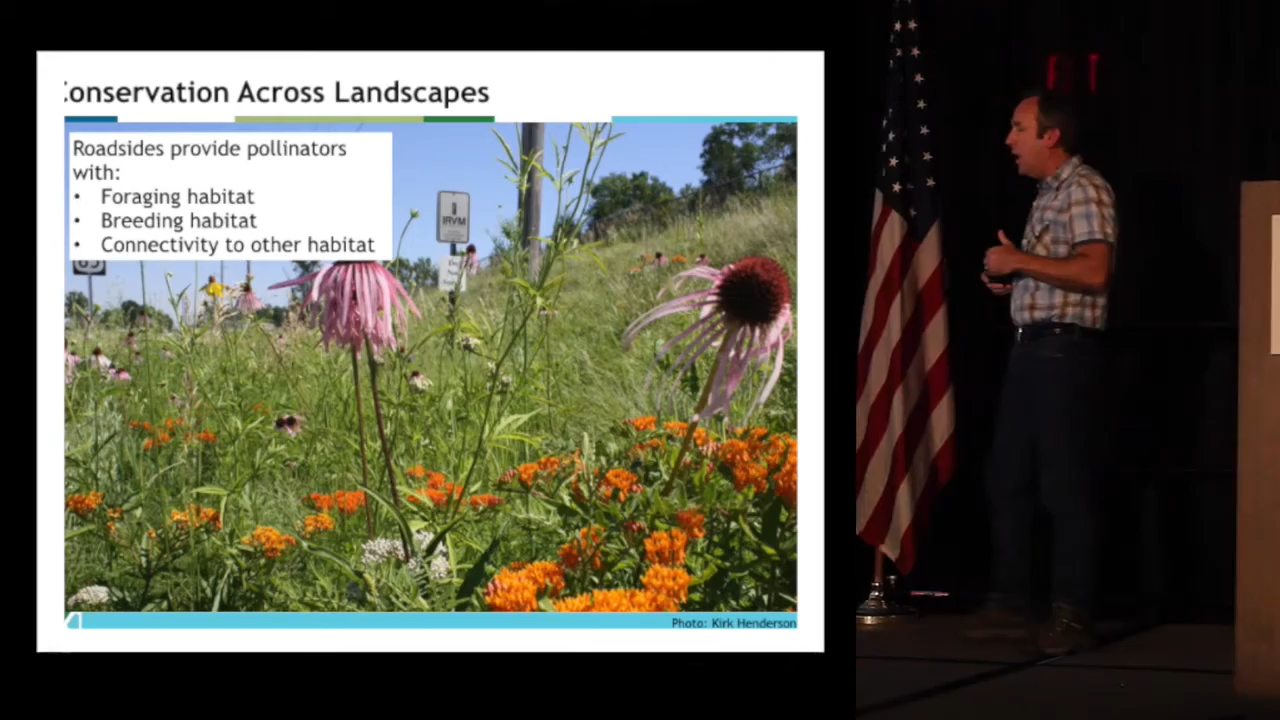 onservation Across Landscapes
Roadsides provide pollinators
with:
• Foraging habitat
• Breeding habitat
• Connectivity to other habitat
IRVM
Photo: Kirk Henderson